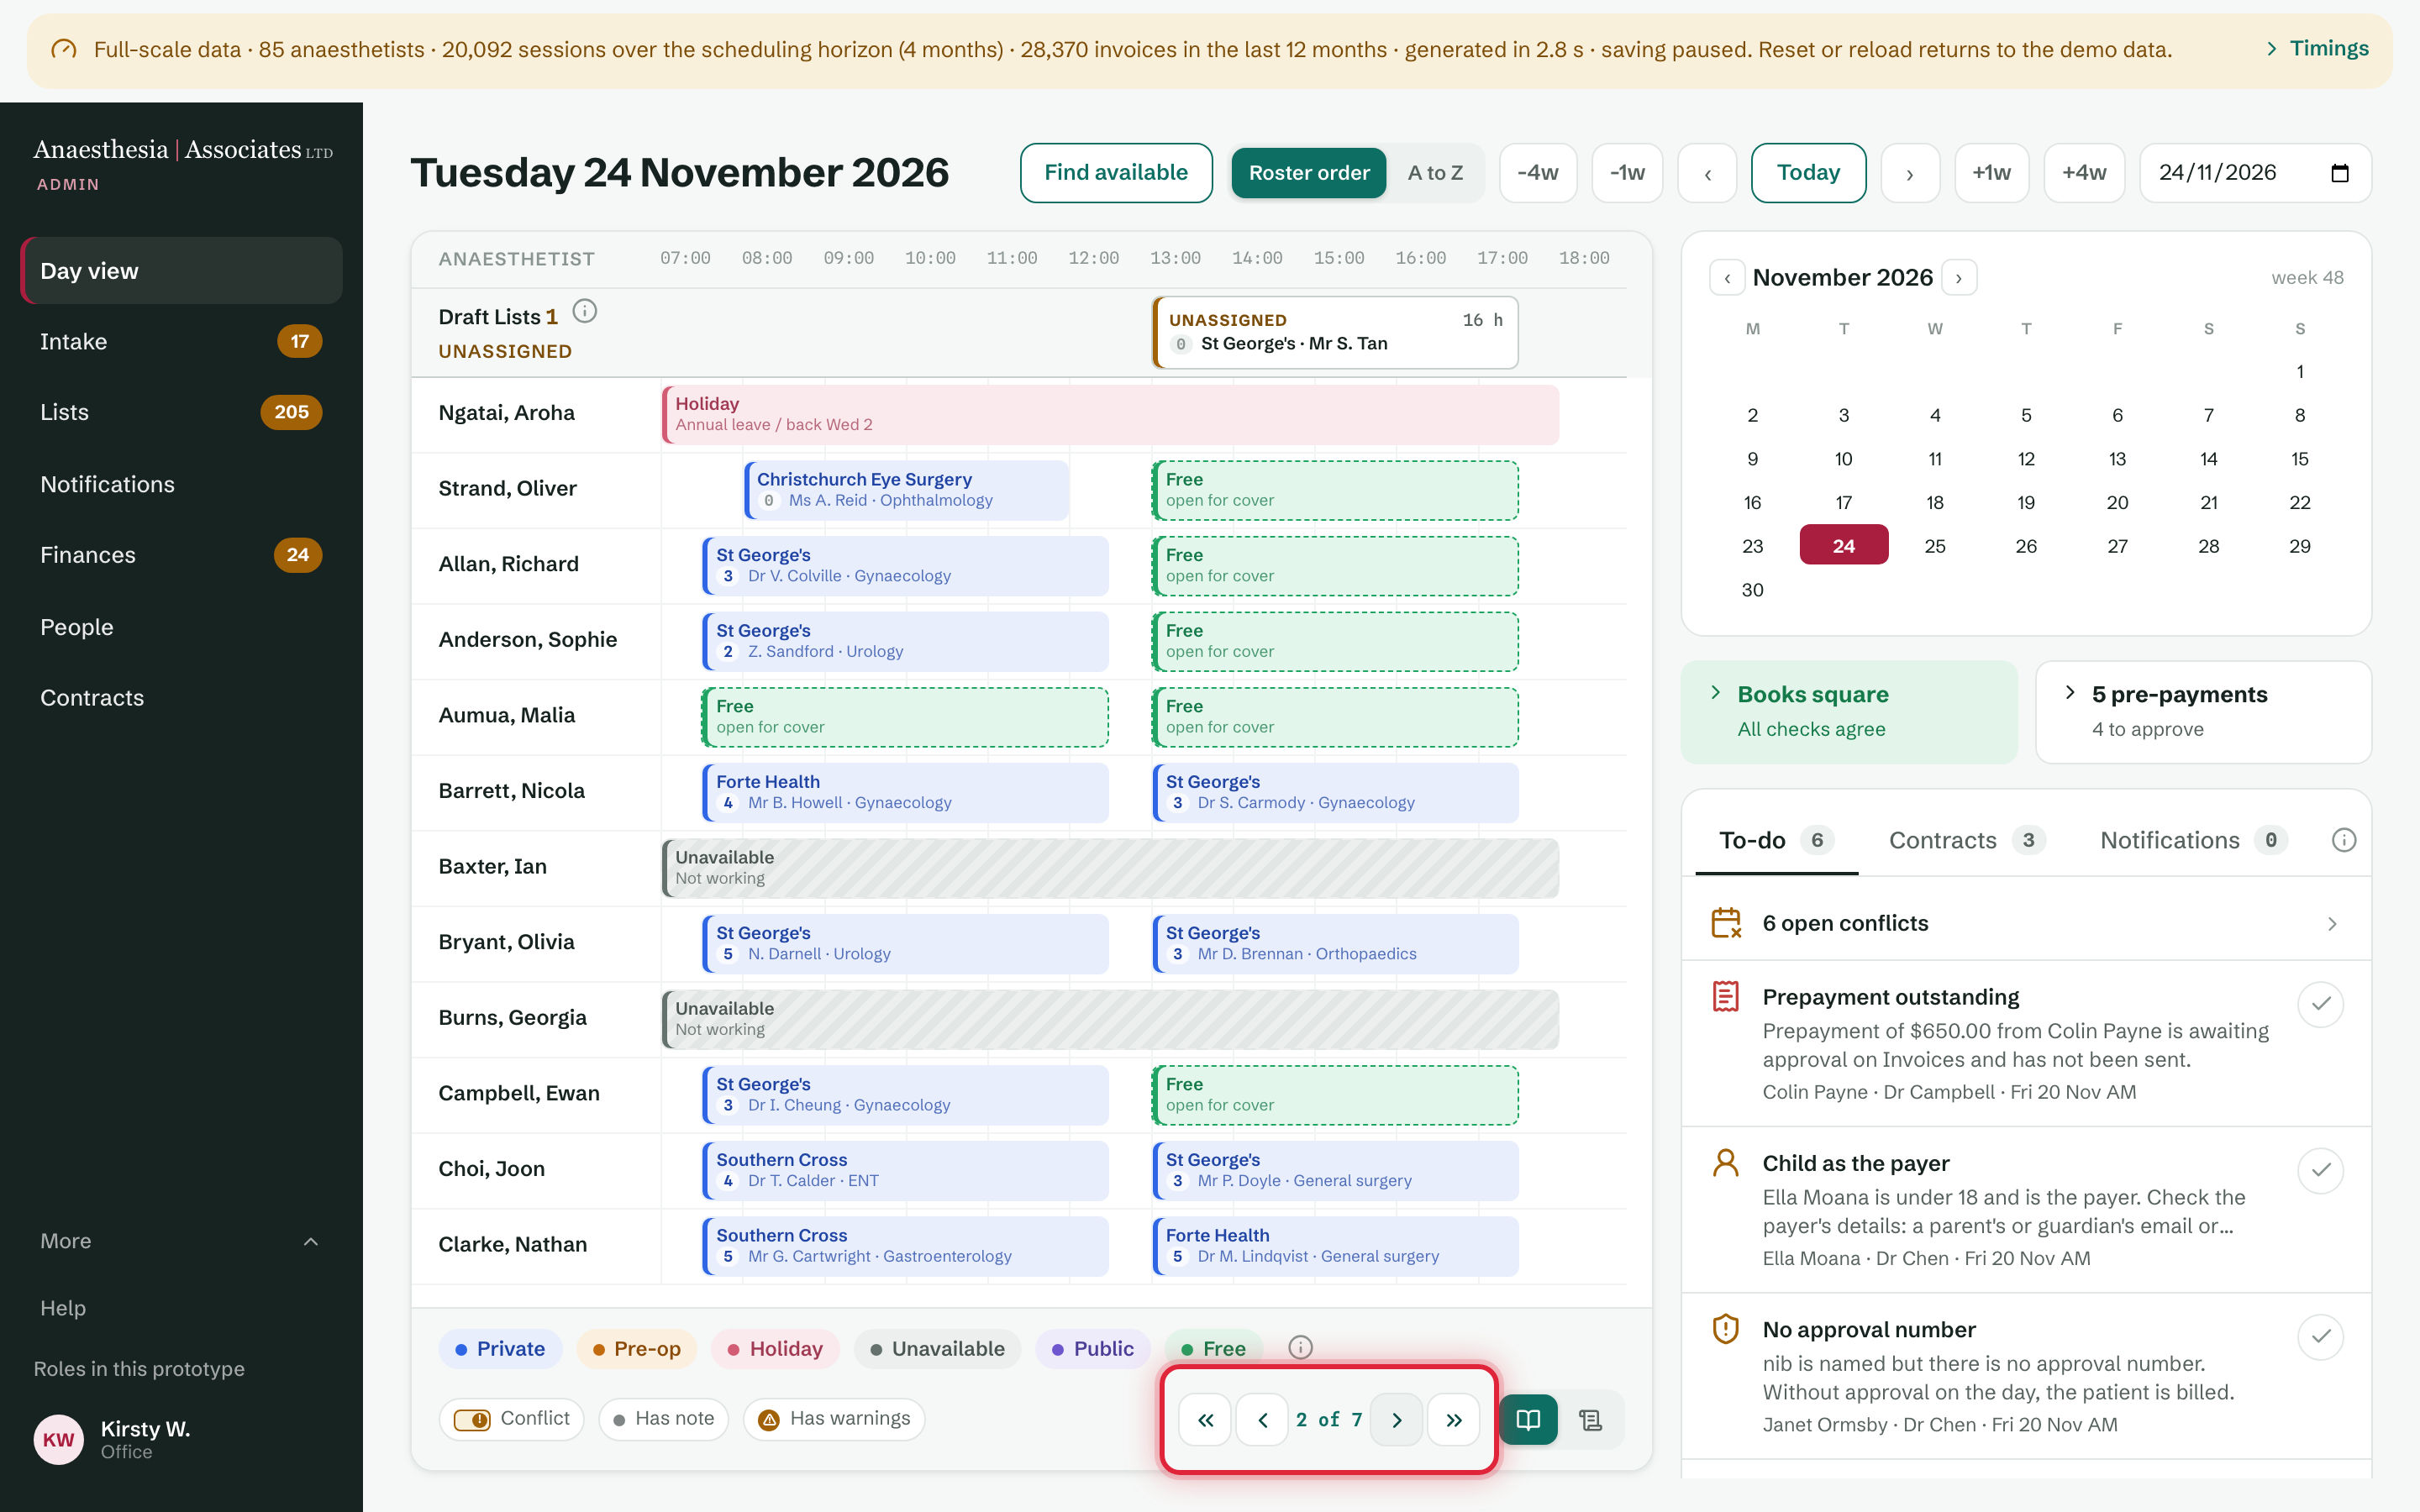 Full-scale data · 85 anaesthetists · 20,092 sessions over the scheduling horizon (4 months) · 28,370 invoices in the last 12 months · generated in 2.8 s · saving paused. Reset or reload returns to the demo data.
Timings
Anaesthesia | Associates LTD
ADMIN
Day view
Intake 17
Lists 205
Notifications
Finances 24
People
Contracts
More
Help
Roles in this prototype
KW
Kirsty W.
Office
Tuesday 24 November 2026
Find available
Roster order
A to Z
-4w
-1w
‹
Today
›
+1w
+4w
24/11/2026
ANAESTHETIST 07:00 08:00 09:00 10:00 11:00 12:00 13:00 14:00 15:00 16:00 17:00 18:00
Draft Lists 1
UNASSIGNED
UNASSIGNED 16 h
0 St George's · Mr S. Tan
Ngatai, Aroha
Holiday
Annual leave / back Wed 2
Strand, Oliver
Christchurch Eye Surgery
0 Ms A. Reid · Ophthalmology
Free
open for cover
Allan, Richard
St George's
3 Dr V. Colville · Gynaecology
Free
open for cover
Anderson, Sophie
St George's
2 Z. Sandford · Urology
Free
open for cover
Aumua, Malia
Free
open for cover
Free
open for cover
Barrett, Nicola
Forte Health
4 Mr B. Howell · Gynaecology
St George's
3 Dr S. Carmody · Gynaecology
Baxter, Ian
Unavailable
Not working
Bryant, Olivia
St George's
5 N. Darnell · Urology
St George's
3 Mr D. Brennan · Orthopaedics
Burns, Georgia
Unavailable
Not working
Campbell, Ewan
St George's
3 Dr I. Cheung · Gynaecology
Free
open for cover
Choi, Joon
Southern Cross
4 Dr T. Calder · ENT
St George's
3 Mr P. Doyle · General surgery
Clarke, Nathan
Southern Cross
5 Mr G. Cartwright · Gastroenterology
Forte Health
5 Dr M. Lindqvist · General surgery
Private
Pre-op
Holiday
Unavailable
Public
Free
Conflict
Has note
Has warnings
« ‹ 2 of 7 › »
‹ November 2026 › week 48
M T W T F S S
1
2 3 4 5 6 7 8
9 10 11 12 13 14 15
16 17 18 19 20 21 22
23 24 25 26 27 28 29
30
Books square
All checks agree
5 pre-payments
4 to approve
To-do 6
Contracts 3
Notifications 0
6 open conflicts
Prepayment outstanding
Prepayment of $650.00 from Colin Payne is awaiting
approval on Invoices and has not been sent.
Colin Payne · Dr Campbell · Fri 20 Nov AM
Child as the payer
Ella Moana is under 18 and is the payer. Check the
payer's details: a parent's or guardian's email or...
Ella Moana · Dr Chen · Fri 20 Nov AM
No approval number
nib is named but there is no approval number.
Without approval on the day, the patient is billed.
Janet Ormsby · Dr Chen · Fri 20 Nov AM